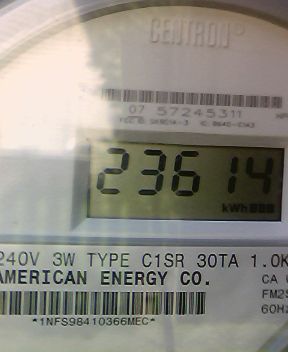 CENTRON®
07 57245311
23614
kWh
240V 3W TYPE C1SR 30TA 1.0K
AMERICAN ENERGY CO.
CA
FM2S
60Hz
*1NFS98410366MEC*